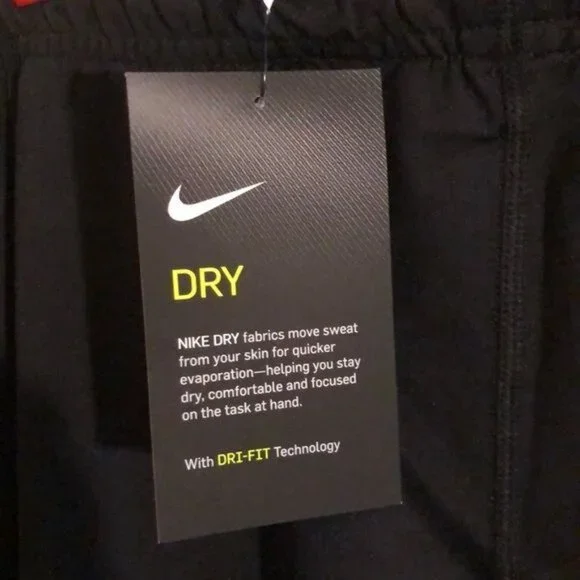 DRY
NIKE DRY fabrics move sweat
from your skin for quicker
evaporation—helping you stay
dry, comfortable and focused
on the task at hand.
With DRI-FIT Technology